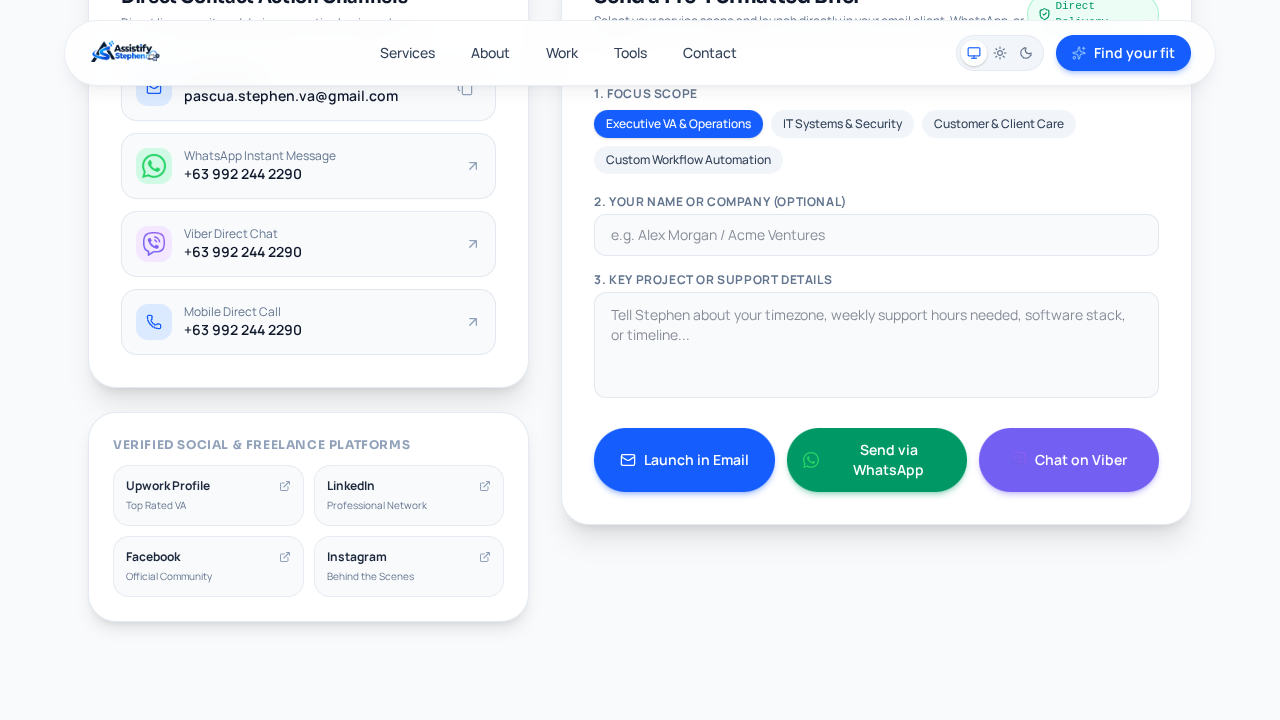 Assistify
Stephen
Services
About
Work
Tools
Contact
Find your fit
pascua.stephen.va@gmail.com
WhatsApp Instant Message
+63 992 244 2290
Viber Direct Chat
+63 992 244 2290
Mobile Direct Call
+63 992 244 2290
VERIFIED SOCIAL & FREELANCE PLATFORMS
Upwork Profile
Top Rated VA
LinkedIn
Professional Network
Facebook
Official Community
Instagram
Behind the Scenes
Direct
1. FOCUS SCOPE
Executive VA & Operations
IT Systems & Security
Customer & Client Care
Custom Workflow Automation
2. YOUR NAME OR COMPANY (OPTIONAL)
e.g. Alex Morgan / Acme Ventures
3. KEY PROJECT OR SUPPORT DETAILS
Tell Stephen about your timezone, weekly support hours needed, software stack,
or timeline...
Launch in Email
Send via
WhatsApp
Chat on Viber